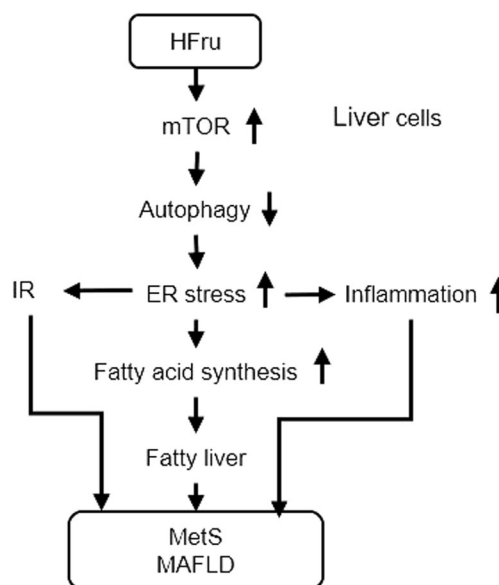 HFru
mTOR
Liver cells
Autophagy
IR
ER stress
Inflammation
Fatty acid synthesis
Fatty liver
MetS
MAFLD